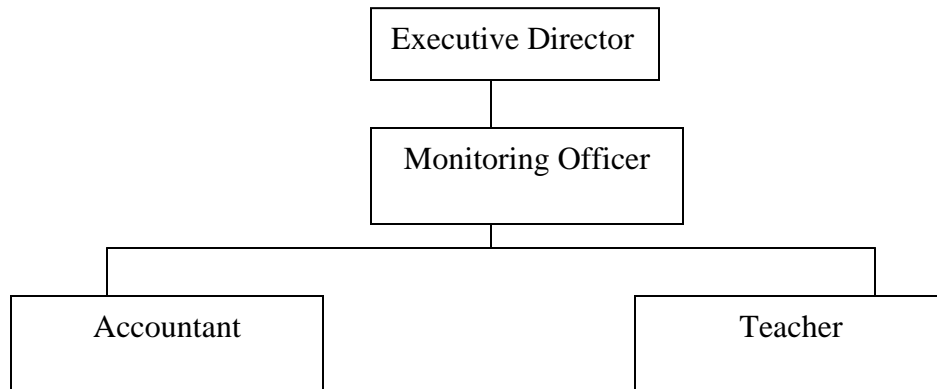 Executive Director
Monitoring Officer
Accountant
Teacher